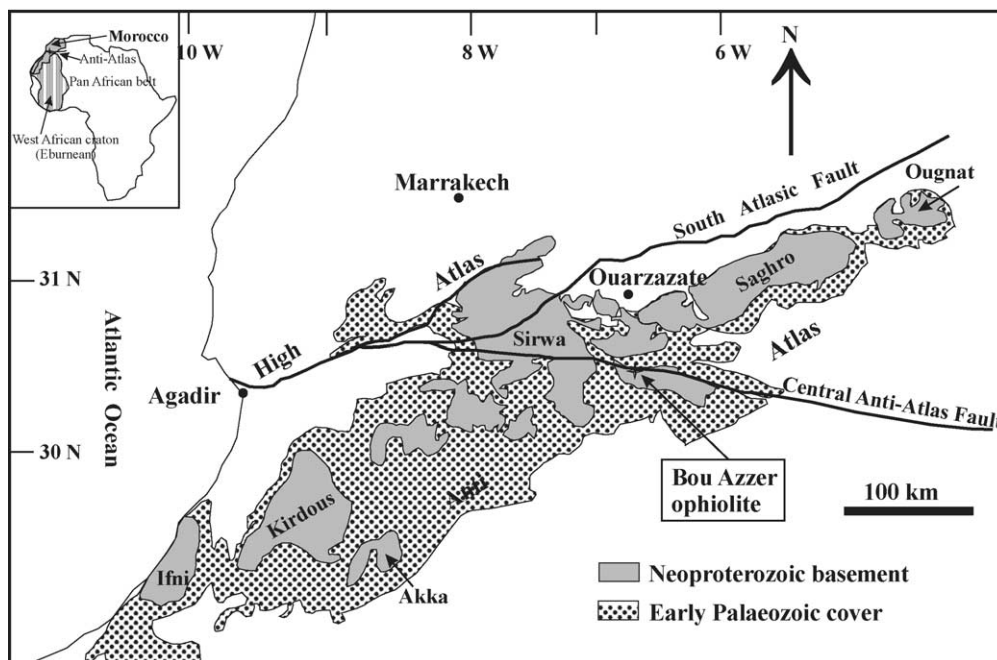 Morocco
Anti-Atlas
Pan African belt
West African craton
(Eburnean)
10 W
8 W
6 W
N
Marrakech
South Atlasic Fault
Ougnat
31 N
Atlas
Ouarzazate
Saghro
Atlantic Ocean
High
Sirwa
Atlas
Agadir
Central Anti-Atlas Fault
30 N
Bou Azzer
ophiolite
100 km
Anti
Kirdous
Ifni
Akka
Neoproterozoic basement
Early Palaeozoic cover